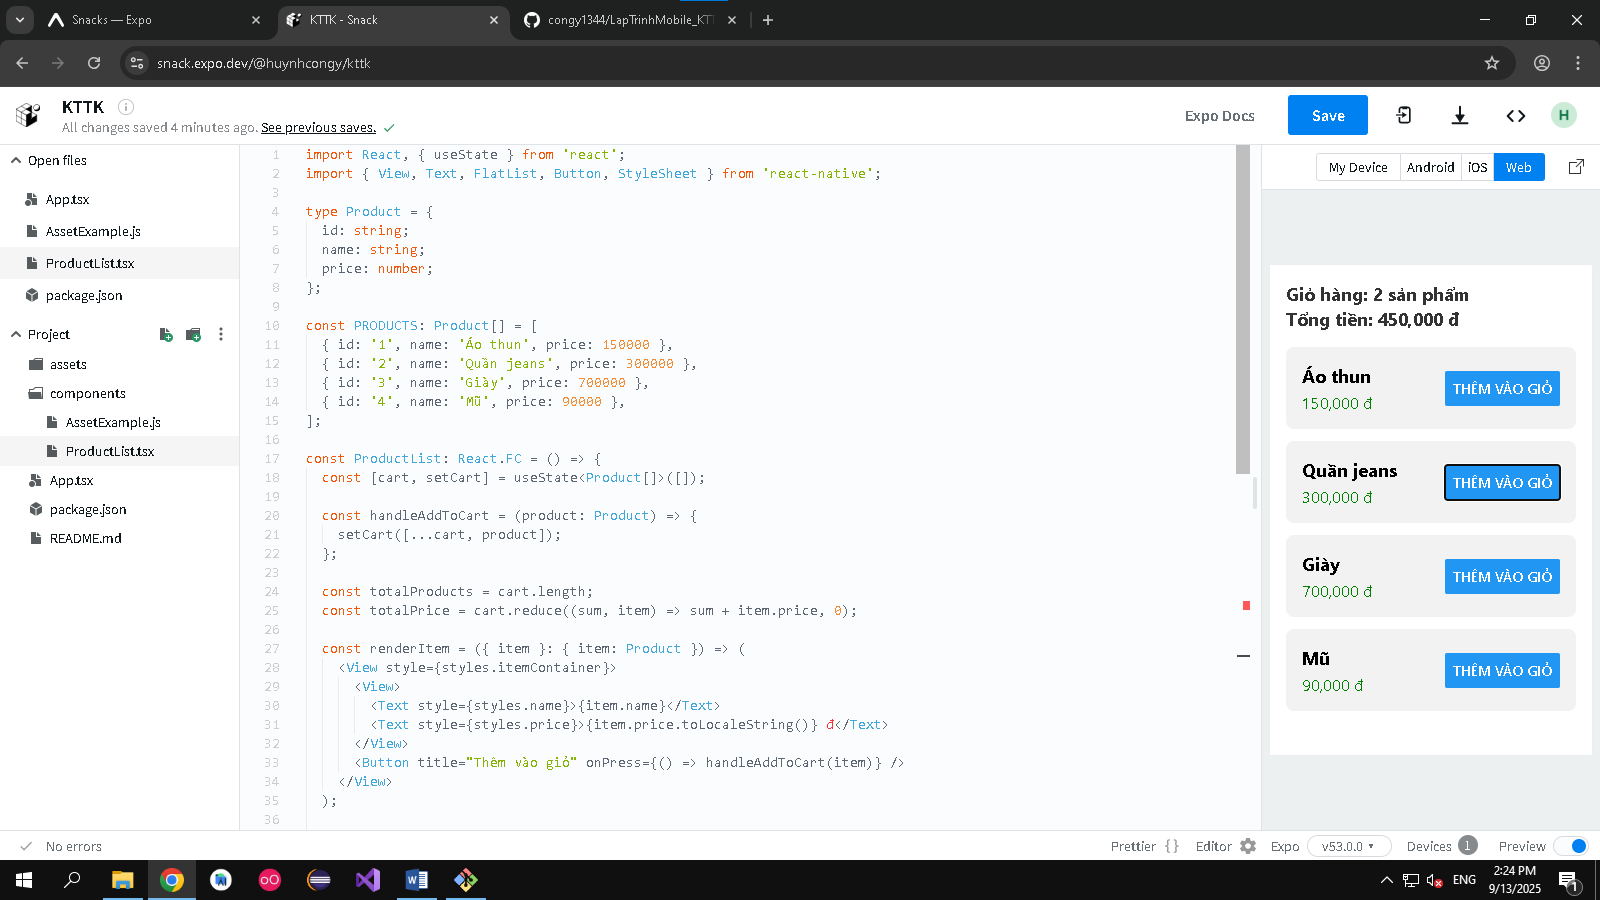 Snacks — Expo
KTTK - Snack
congy1344/LapTrinhMobile_KT
snack.expo.dev/@huynhcongy/kttk
KTTK
All changes saved 4 minutes ago. See previous saves.
Expo Docs
Save
H
Open files
App.tsx
AssetExample.js
ProductList.tsx
package.json
Project
assets
components
AssetExample.js
ProductList.tsx
App.tsx
package.json
README.md
1 import React, { useState } from 'react';
2 import { View, Text, FlatList, Button, StyleSheet } from 'react-native';
3
4 type Product = {
5 id: string;
6 name: string;
7 price: number;
8 };
9
10 const PRODUCTS: Product[] = [
11 { id: '1', name: 'Áo thun', price: 150000 },
12 { id: '2', name: 'Quần jeans', price: 300000 },
13 { id: '3', name: 'Giày', price: 700000 },
14 { id: '4', name: 'Mũ', price: 90000 },
15 ];
16
17 const ProductList: React.FC = () => {
18 const [cart, setCart] = useState<Product[]>([]);
19
20 const handleAddToCart = (product: Product) => {
21 setCart([...cart, product]);
22 };
23
24 const totalProducts = cart.length;
25 const totalPrice = cart.reduce((sum, item) => sum + item.price, 0);
26
27 const renderItem = ({ item }: { item: Product }) => (
28 <View style={styles.itemContainer}>
29 <View>
30 <Text style={styles.name}>{item.name}</Text>
31 <Text style={styles.price}>{item.price.toLocaleString()} đ</Text>
32 </View>
33 <Button title="Thêm vào giỏ" onPress={() => handleAddToCart(item)} />
34 </View>
35 );
36
My Device
Android
iOS
Web
Giỏ hàng: 2 sản phẩm
Tổng tiền: 450,000 đ
Áo thun
150,000 đ
THÊM VÀO GIỎ
Quần jeans
300,000 đ
THÊM VÀO GIỎ
Giày
700,000 đ
THÊM VÀO GIỎ
Mũ
90,000 đ
THÊM VÀO GIỎ
No errors
Prettier { }
Editor
Expo
v53.0.0
Devices 1
Preview
ENG
2:24 PM
9/13/2025
1